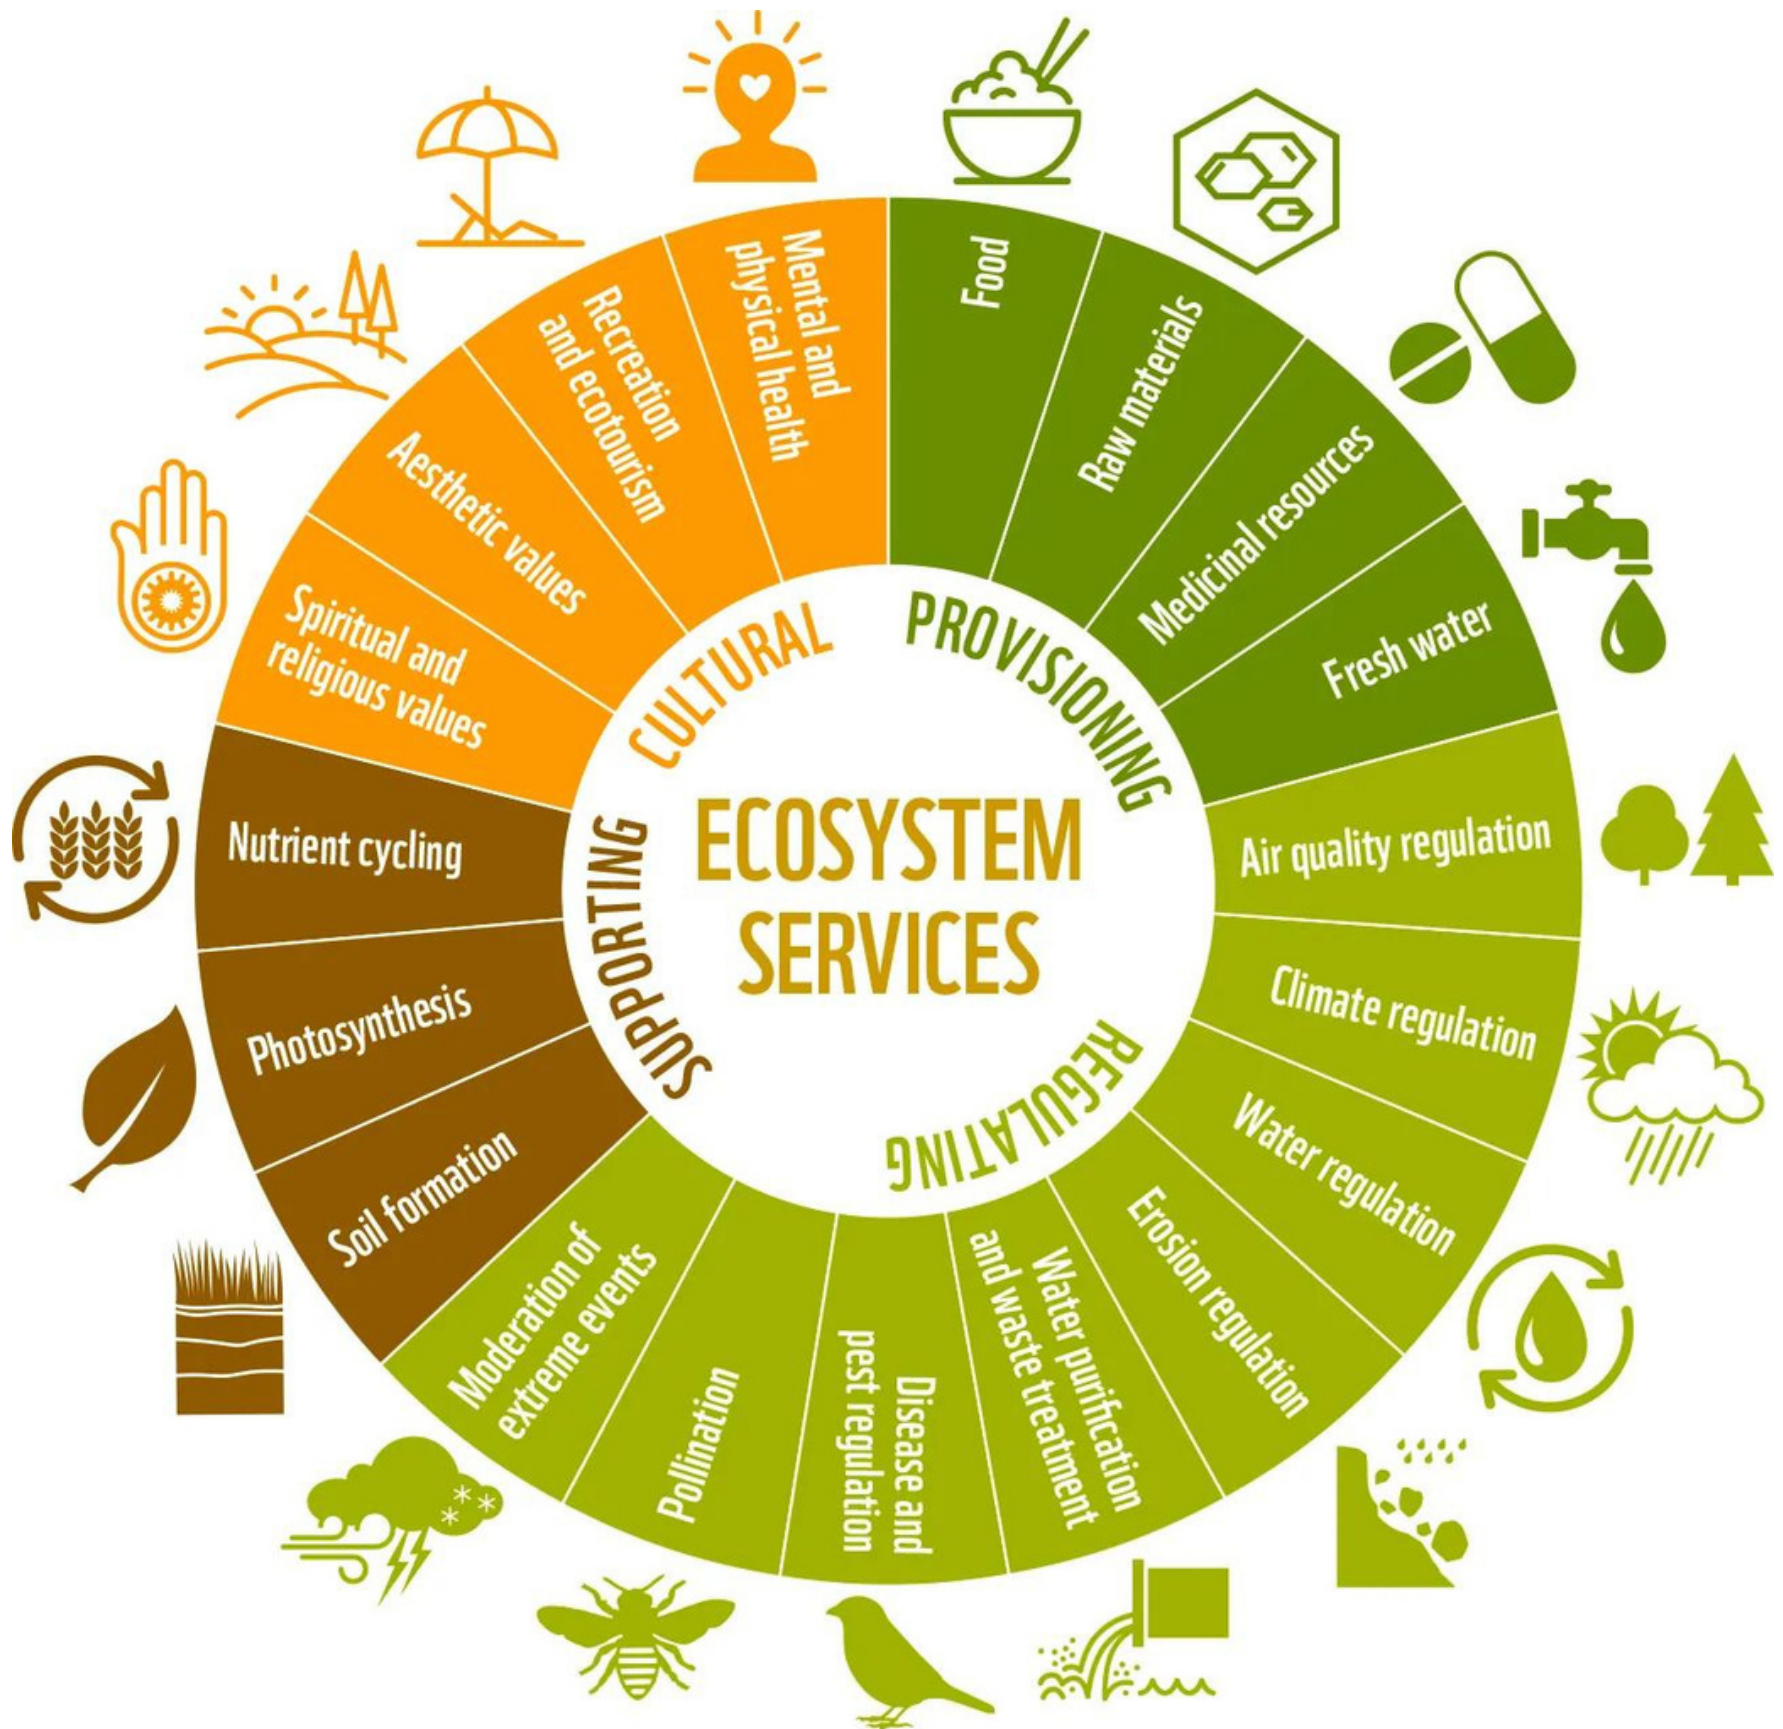 ECOSYSTEM
SERVICES
PROVISIONING
Food
Raw materials
Medicinal resources
Fresh water
REGULATING
Air quality regulation
Climate regulation
Water regulation
Erosion regulation
Water purification
and waste treatment
Disease and
pest regulation
Pollination
Moderation of
extreme events
SUPPORTING
Soil formation
Photosynthesis
Nutrient cycling
CULTURAL
Spiritual and
religious values
Aesthetic values
Recreation
and ecotourism
Mental and
physical health